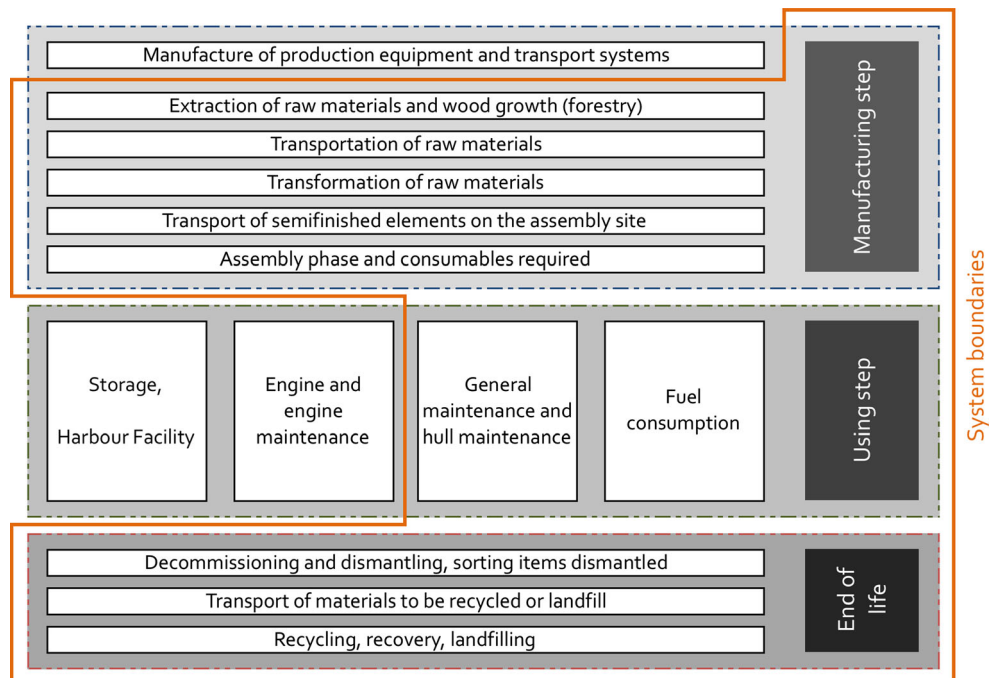 Manufacture of production equipment and transport systems
Extraction of raw materials and wood growth (forestry)
Transportation of raw materials
Transformation of raw materials
Transport of semifinished elements on the assembly site
Assembly phase and consumables required
Manufacturing step
Storage,
Harbour Facility
Engine and
engine
maintenance
General
maintenance and
hull maintenance
Fuel
consumption
Using step
Decommissioning and dismantling, sorting items dismantled
Transport of materials to be recycled or landfill
Recycling, recovery, landfilling
End of
life
System boundaries